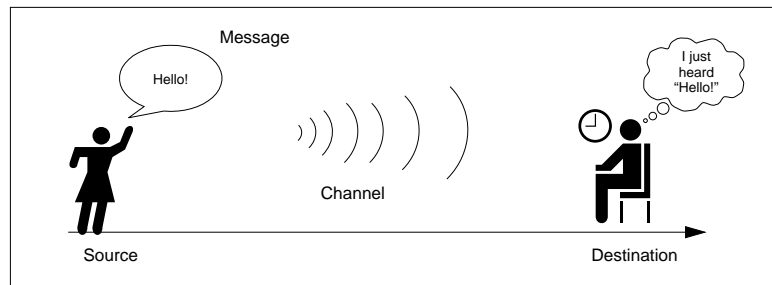 Message
Hello!
I just
heard
“Hello!”
Channel
Source
Destination